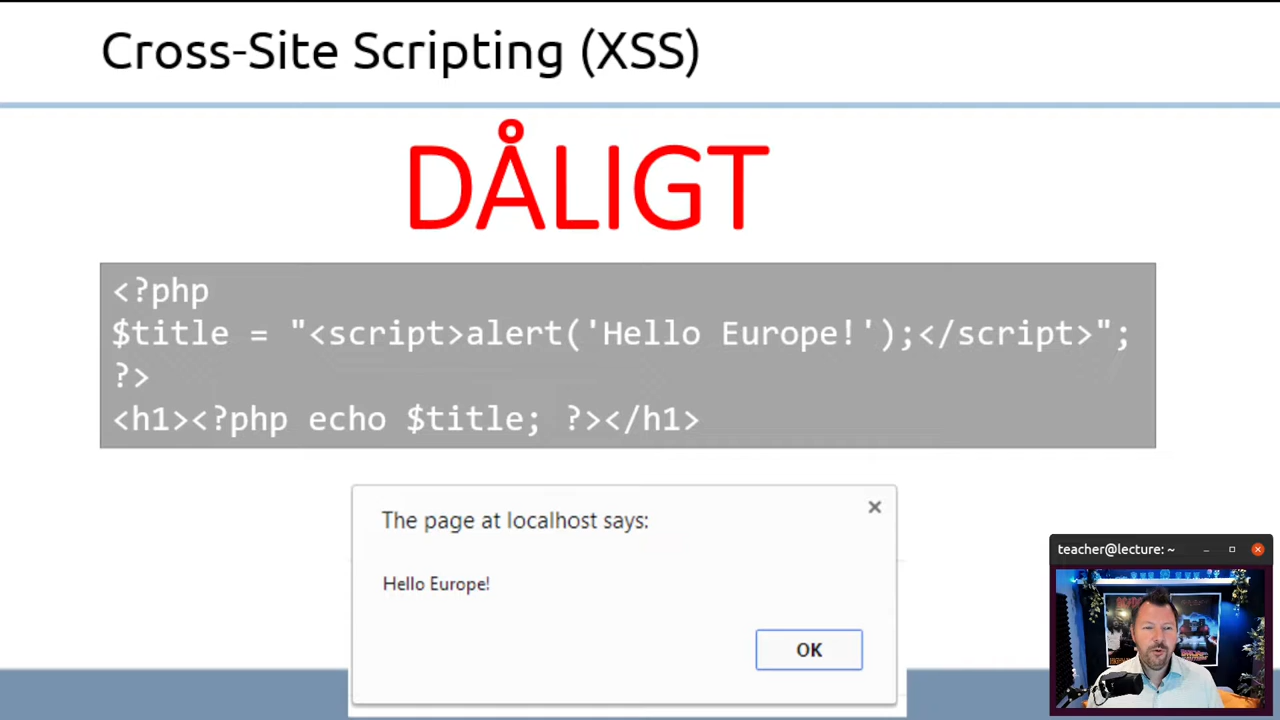 Cross-Site Scripting (XSS)
DÅLIGT
<?php
$title = "<script>alert('Hello Europe!');</script>";
?>
<h1><?php echo $title; ?></h1>
The page at localhost says:
Hello Europe!
OK
teacher@lecture: ~